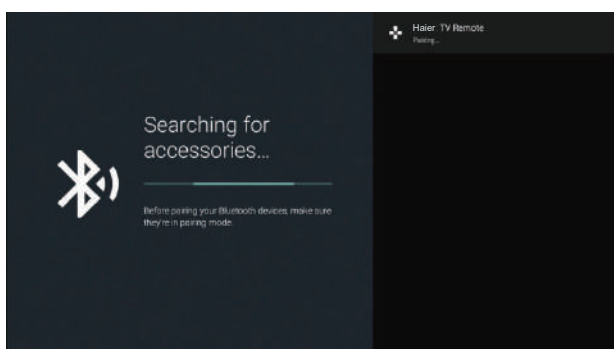 Searching for
accessories...
Before pairing your Bluetooth devices, make sure
they're in pairing mode.
Haier TV Remote
Pairing...